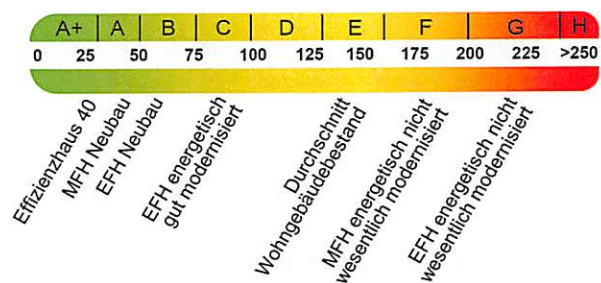 A+ A B C D E F G H
0 25 50 75 100 125 150 175 200 225 >250
Effizienzhaus 40
MFH Neubau
EFH Neubau
EFH energetisch
gut modernisiert
Durchschnitt
Wohngebäudebestand
MFH energetisch nicht
wesentlich modernisiert
EFH energetisch nicht
wesentlich modernisiert